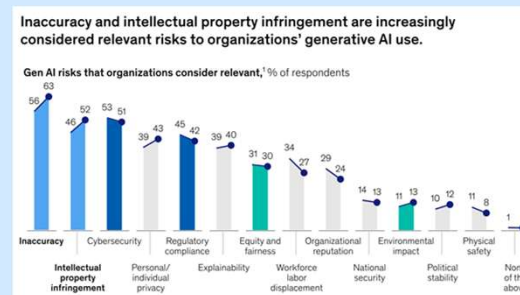 Inaccuracy and intellectual property infringement are increasingly
considered relevant risks to organizations' generative AI use.
Gen AI risks that organizations consider relevant,¹ % of respondents
56 63
46 52
53 51
39 43
45 42
39 40
31 30
34 27
29 24
14 13
11 13
10 12
11 8
1
Inaccuracy
Intellectual
property
infringement
Cybersecurity
Personal/
individual
privacy
Regulatory
compliance
Explainability
Equity and
fairness
Workforce
labor
displacement
Organizational
reputation
National
security
Environmental
impact
Political
stability
Physical
safety
Non
of th
abov